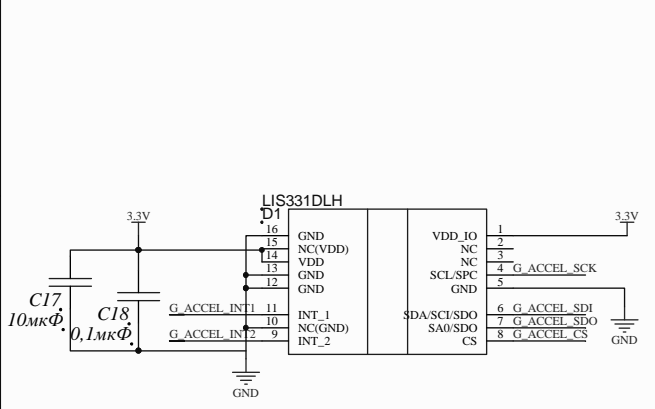 LIS331DLH
D1
3.3V
3.3V
16 GND
VDD_IO 1
15 NC(VDD)
NC 2
14 VDD
NC 3
13 GND
SCL/SPC 4 G_ACCEL_SCK
12 GND
GND 5
C17
10мкФ
C18
0,1мкФ
G_ACCEL_INT1 11 INT_1
SDA/SCI/SDO 6 G_ACCEL_SDI
10 NC(GND)
SA0/SDO 7 G_ACCEL_SDO
G_ACCEL_INT2 9 INT_2
CS 8 G_ACCEL_CS
GND
GND